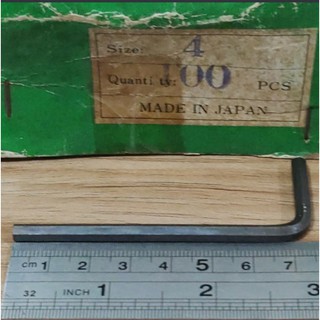 Size: 4
Quantity: 100 PCS
MADE IN JAPAN
cm 1 2 3 4 5 6 7
32 INCH 1 2 3